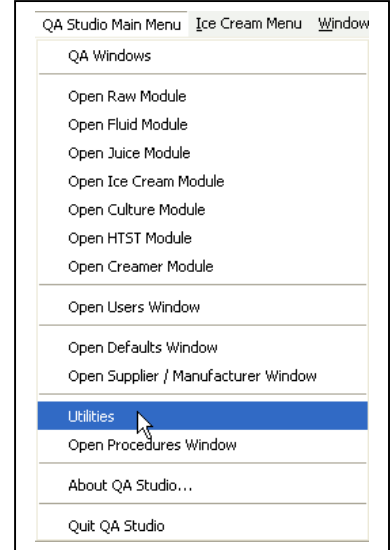 QA Studio Main Menu Ice Cream Menu Window
QA Windows
Open Raw Module
Open Fluid Module
Open Juice Module
Open Ice Cream Module
Open Culture Module
Open HTST Module
Open Creamer Module
Open Users Window
Open Defaults Window
Open Supplier / Manufacturer Window
Utilities
Open Procedures Window
About QA Studio...
Quit QA Studio